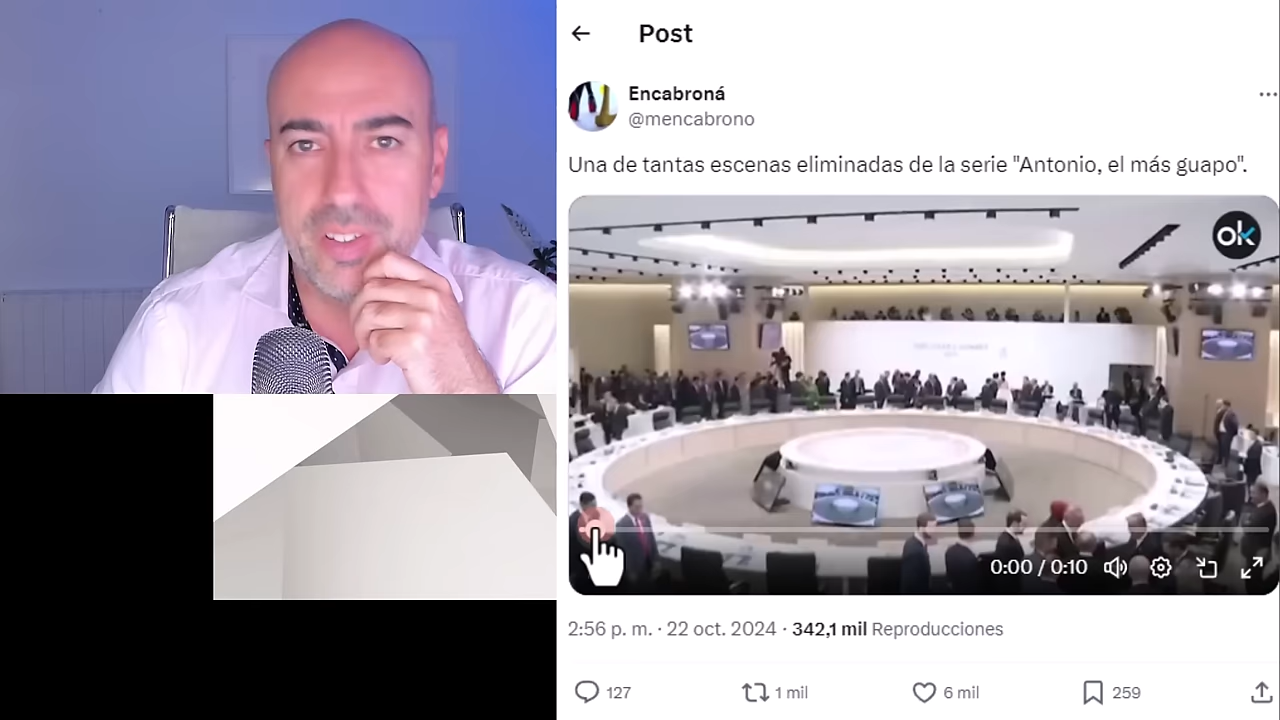 Post
Encabroná
@mencabrono
Una de tantas escenas eliminadas de la serie "Antonio, el más guapo".
ok
0:00 / 0:10
2:56 p. m. · 22 oct. 2024 · 342,1 mil Reproducciones
127
1 mil
6 mil
259